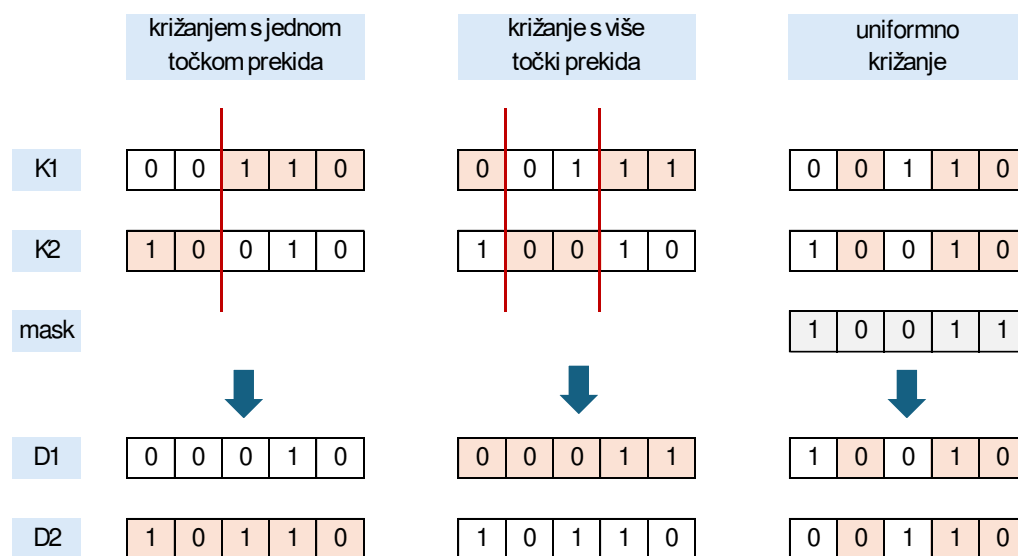 križanjem s jednom
točkom prekida
križanje s više
točki prekida
uniformno
križanje
K1 0 0 1 1 0 0 0 1 1 1 0 0 1 1 0
K2 1 0 0 1 0 1 0 0 1 0 1 0 0 1 0
mask 1 0 0 1 1
D1 0 0 0 1 0 0 0 0 1 1 1 0 0 1 0
D2 1 0 1 1 0 1 0 1 1 0 0 0 1 1 0